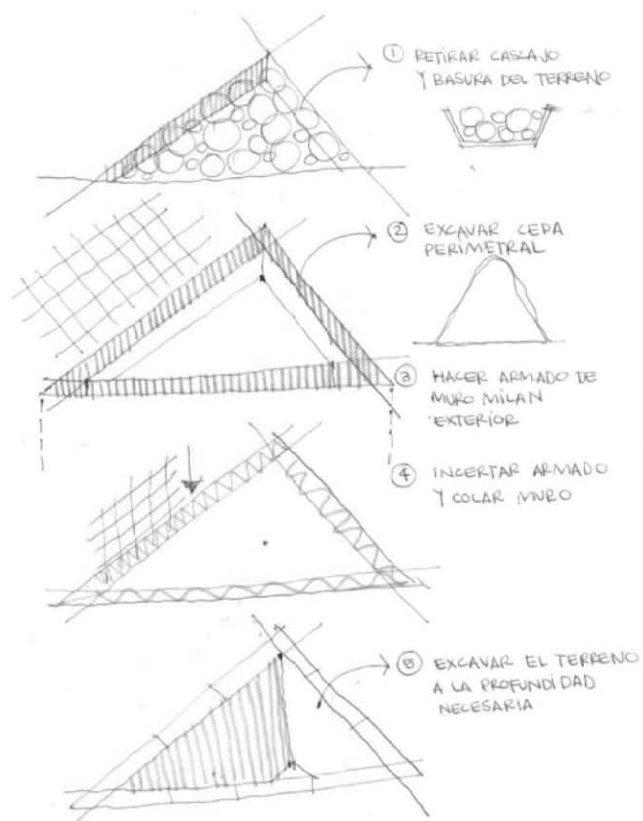 ① RETIRAR CASCAJO
Y BASURA DEL TERRENO
② EXCAVAR CEPA
PERIMETRAL
③ HACER ARMADO DE
MURO MILAN
EXTERIOR
④ INCERTAR ARMADO
Y COLAR MURO
⑤ EXCAVAR EL TERRENO
A LA PROFUNDIDAD
NECESARIA